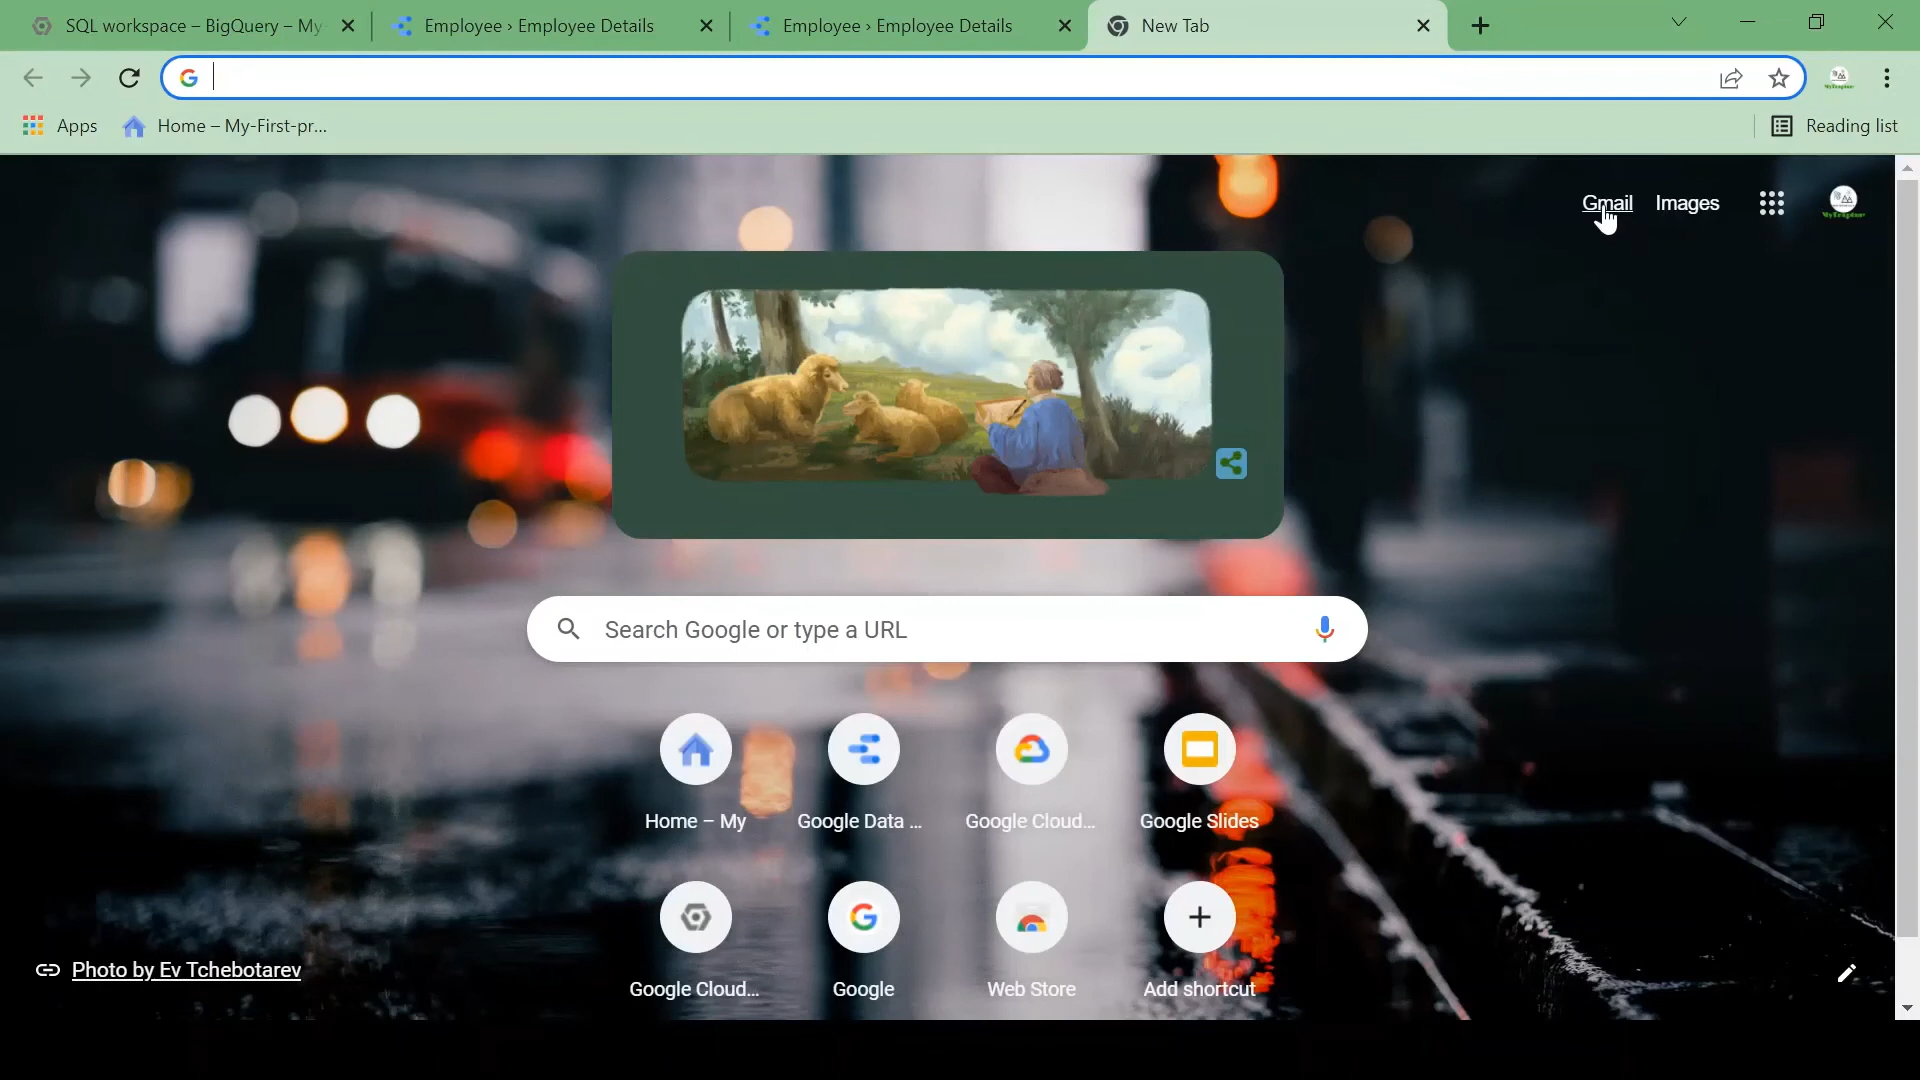 SQL workspace – BigQuery – My
Employee › Employee Details
Employee › Employee Details
New Tab
Apps
Home – My-First-pr...
Reading list
Gmail
Images
Search Google or type a URL
Home – My
Google Data ...
Google Cloud...
Google Slides
Google Cloud...
Google
Web Store
Add shortcut
Photo by Ev Tchebotarev